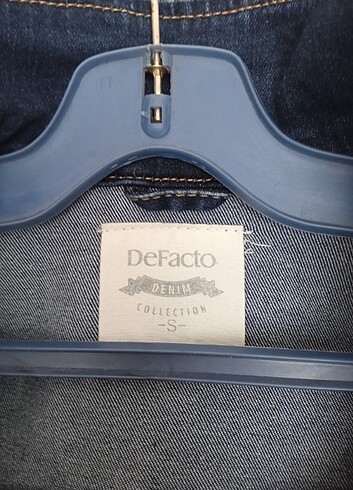 DeFacto
DENIM
COLLECTION
-S-